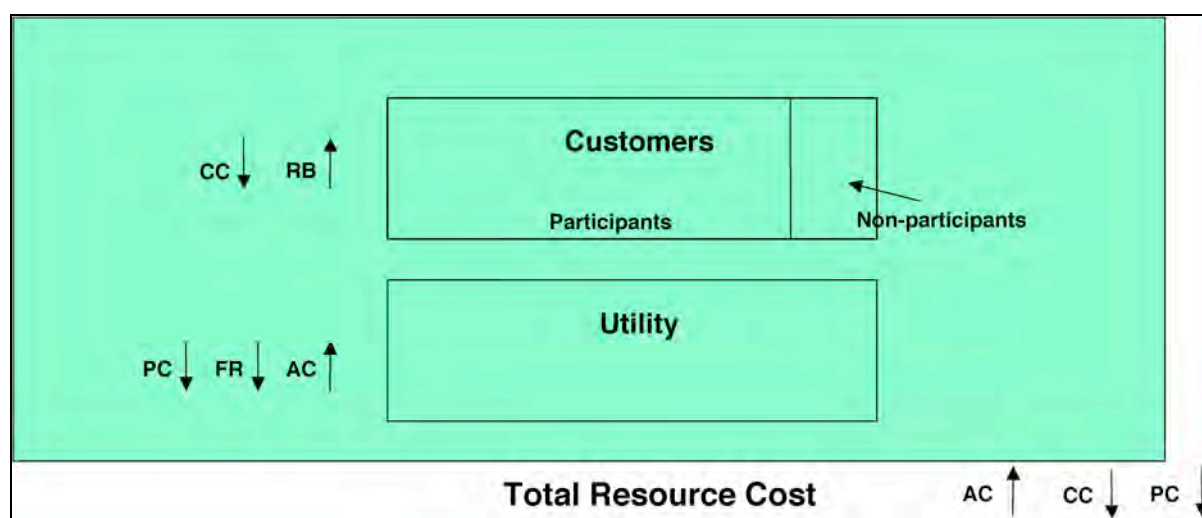 Customers
CC RB
Participants
Non-participants
Utility
PC FR AC
Total Resource Cost
AC CC PC